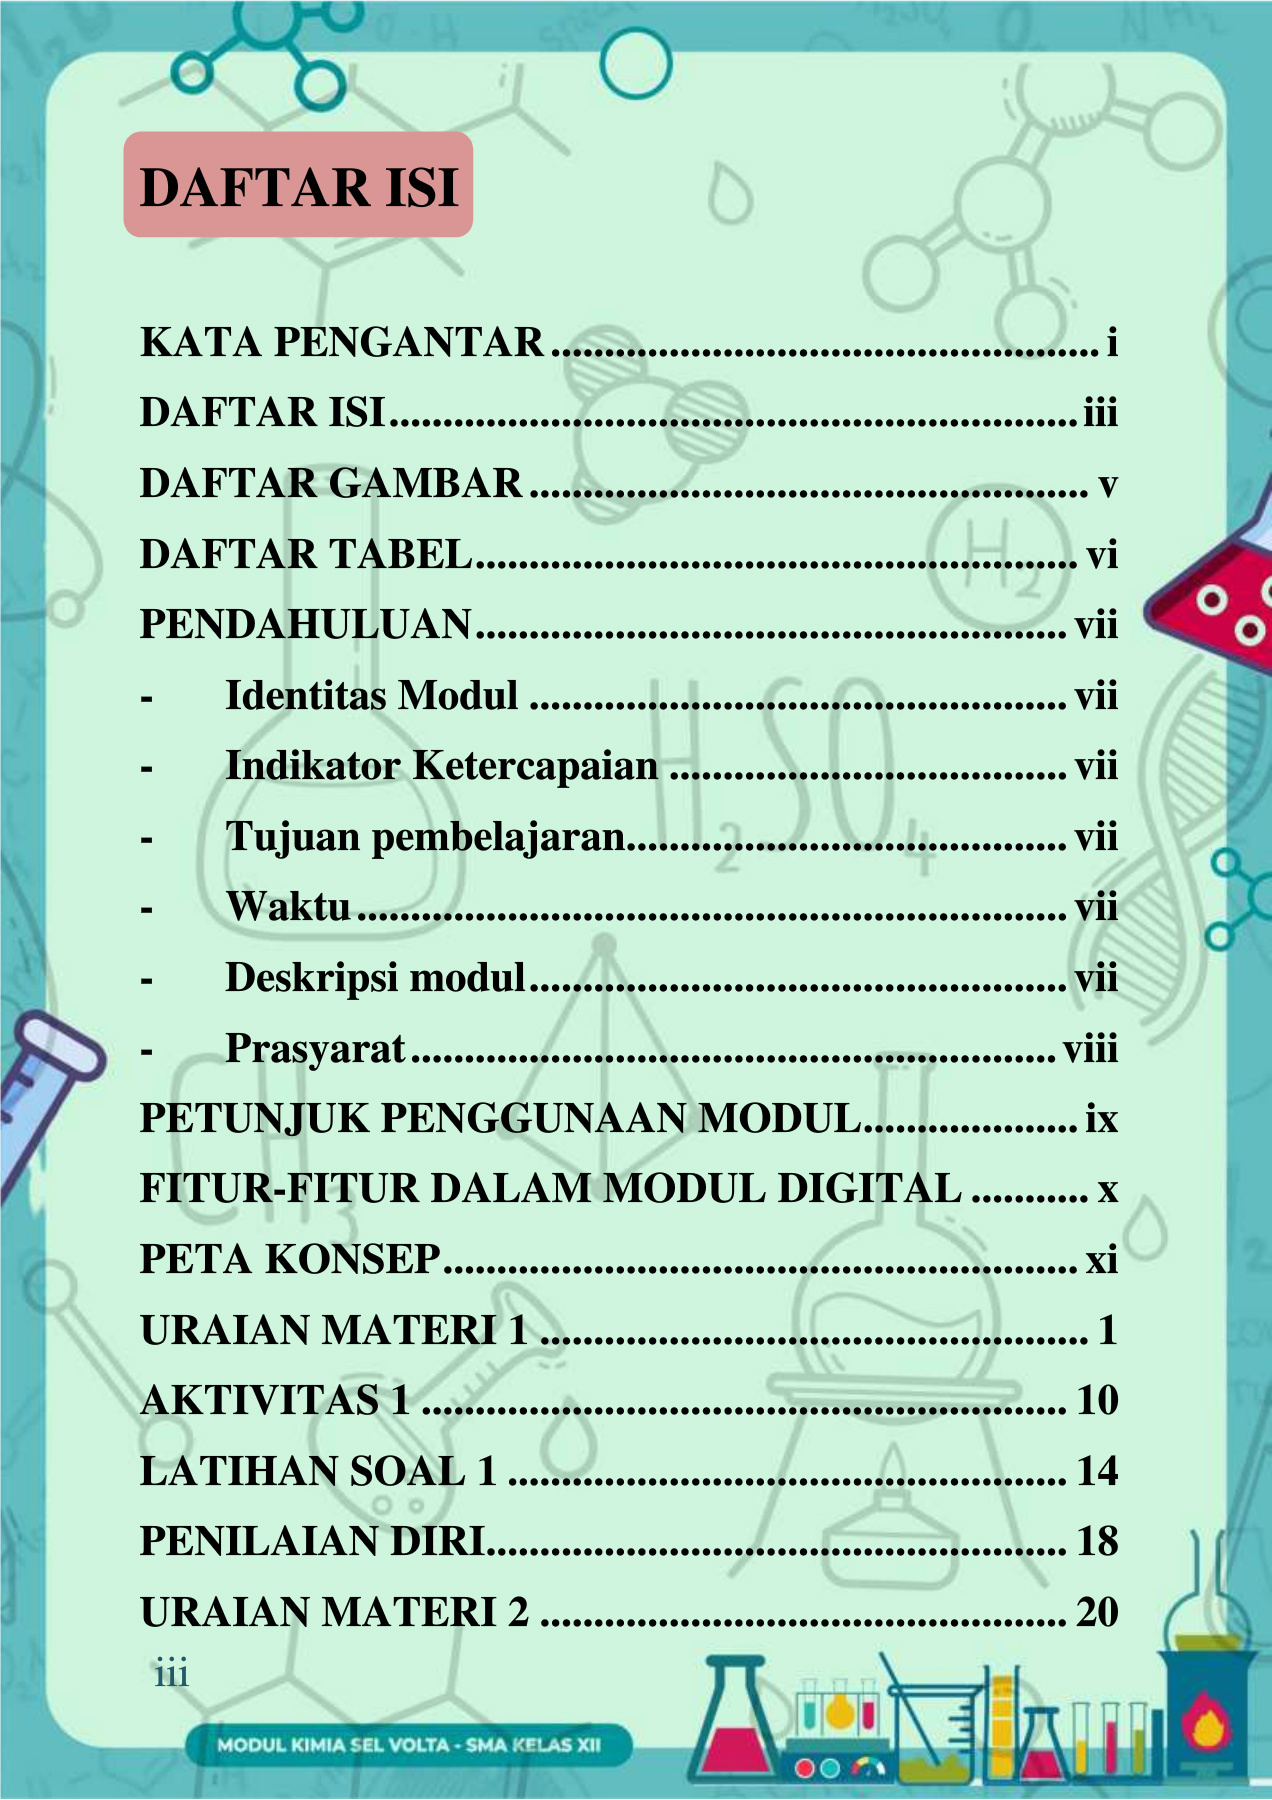 DAFTAR ISI
KATA PENGANTAR ................................................... i
DAFTAR ISI ................................................................ iii
DAFTAR GAMBAR .................................................... v
DAFTAR TABEL ........................................................ vi
PENDAHULUAN ....................................................... vii
- Identitas Modul .................................................. vii
- Indikator Ketercapaian ..................................... vii
- Tujuan pembelajaran ......................................... vii
- Waktu .................................................................. vii
- Deskripsi modul .................................................. vii
- Prasyarat ............................................................ viii
PETUNJUK PENGGUNAAN MODUL .................... ix
FITUR-FITUR DALAM MODUL DIGITAL ........... x
PETA KONSEP ........................................................... xi
URAIAN MATERI 1 ................................................... 1
AKTIVITAS 1 ............................................................ 10
LATIHAN SOAL 1 .................................................... 14
PENILAIAN DIRI ...................................................... 18
URAIAN MATERI 2 ................................................. 20
iii
MODUL KIMIA SEL VOLTA - SMA KELAS XII
H2
H2SO4
CH3